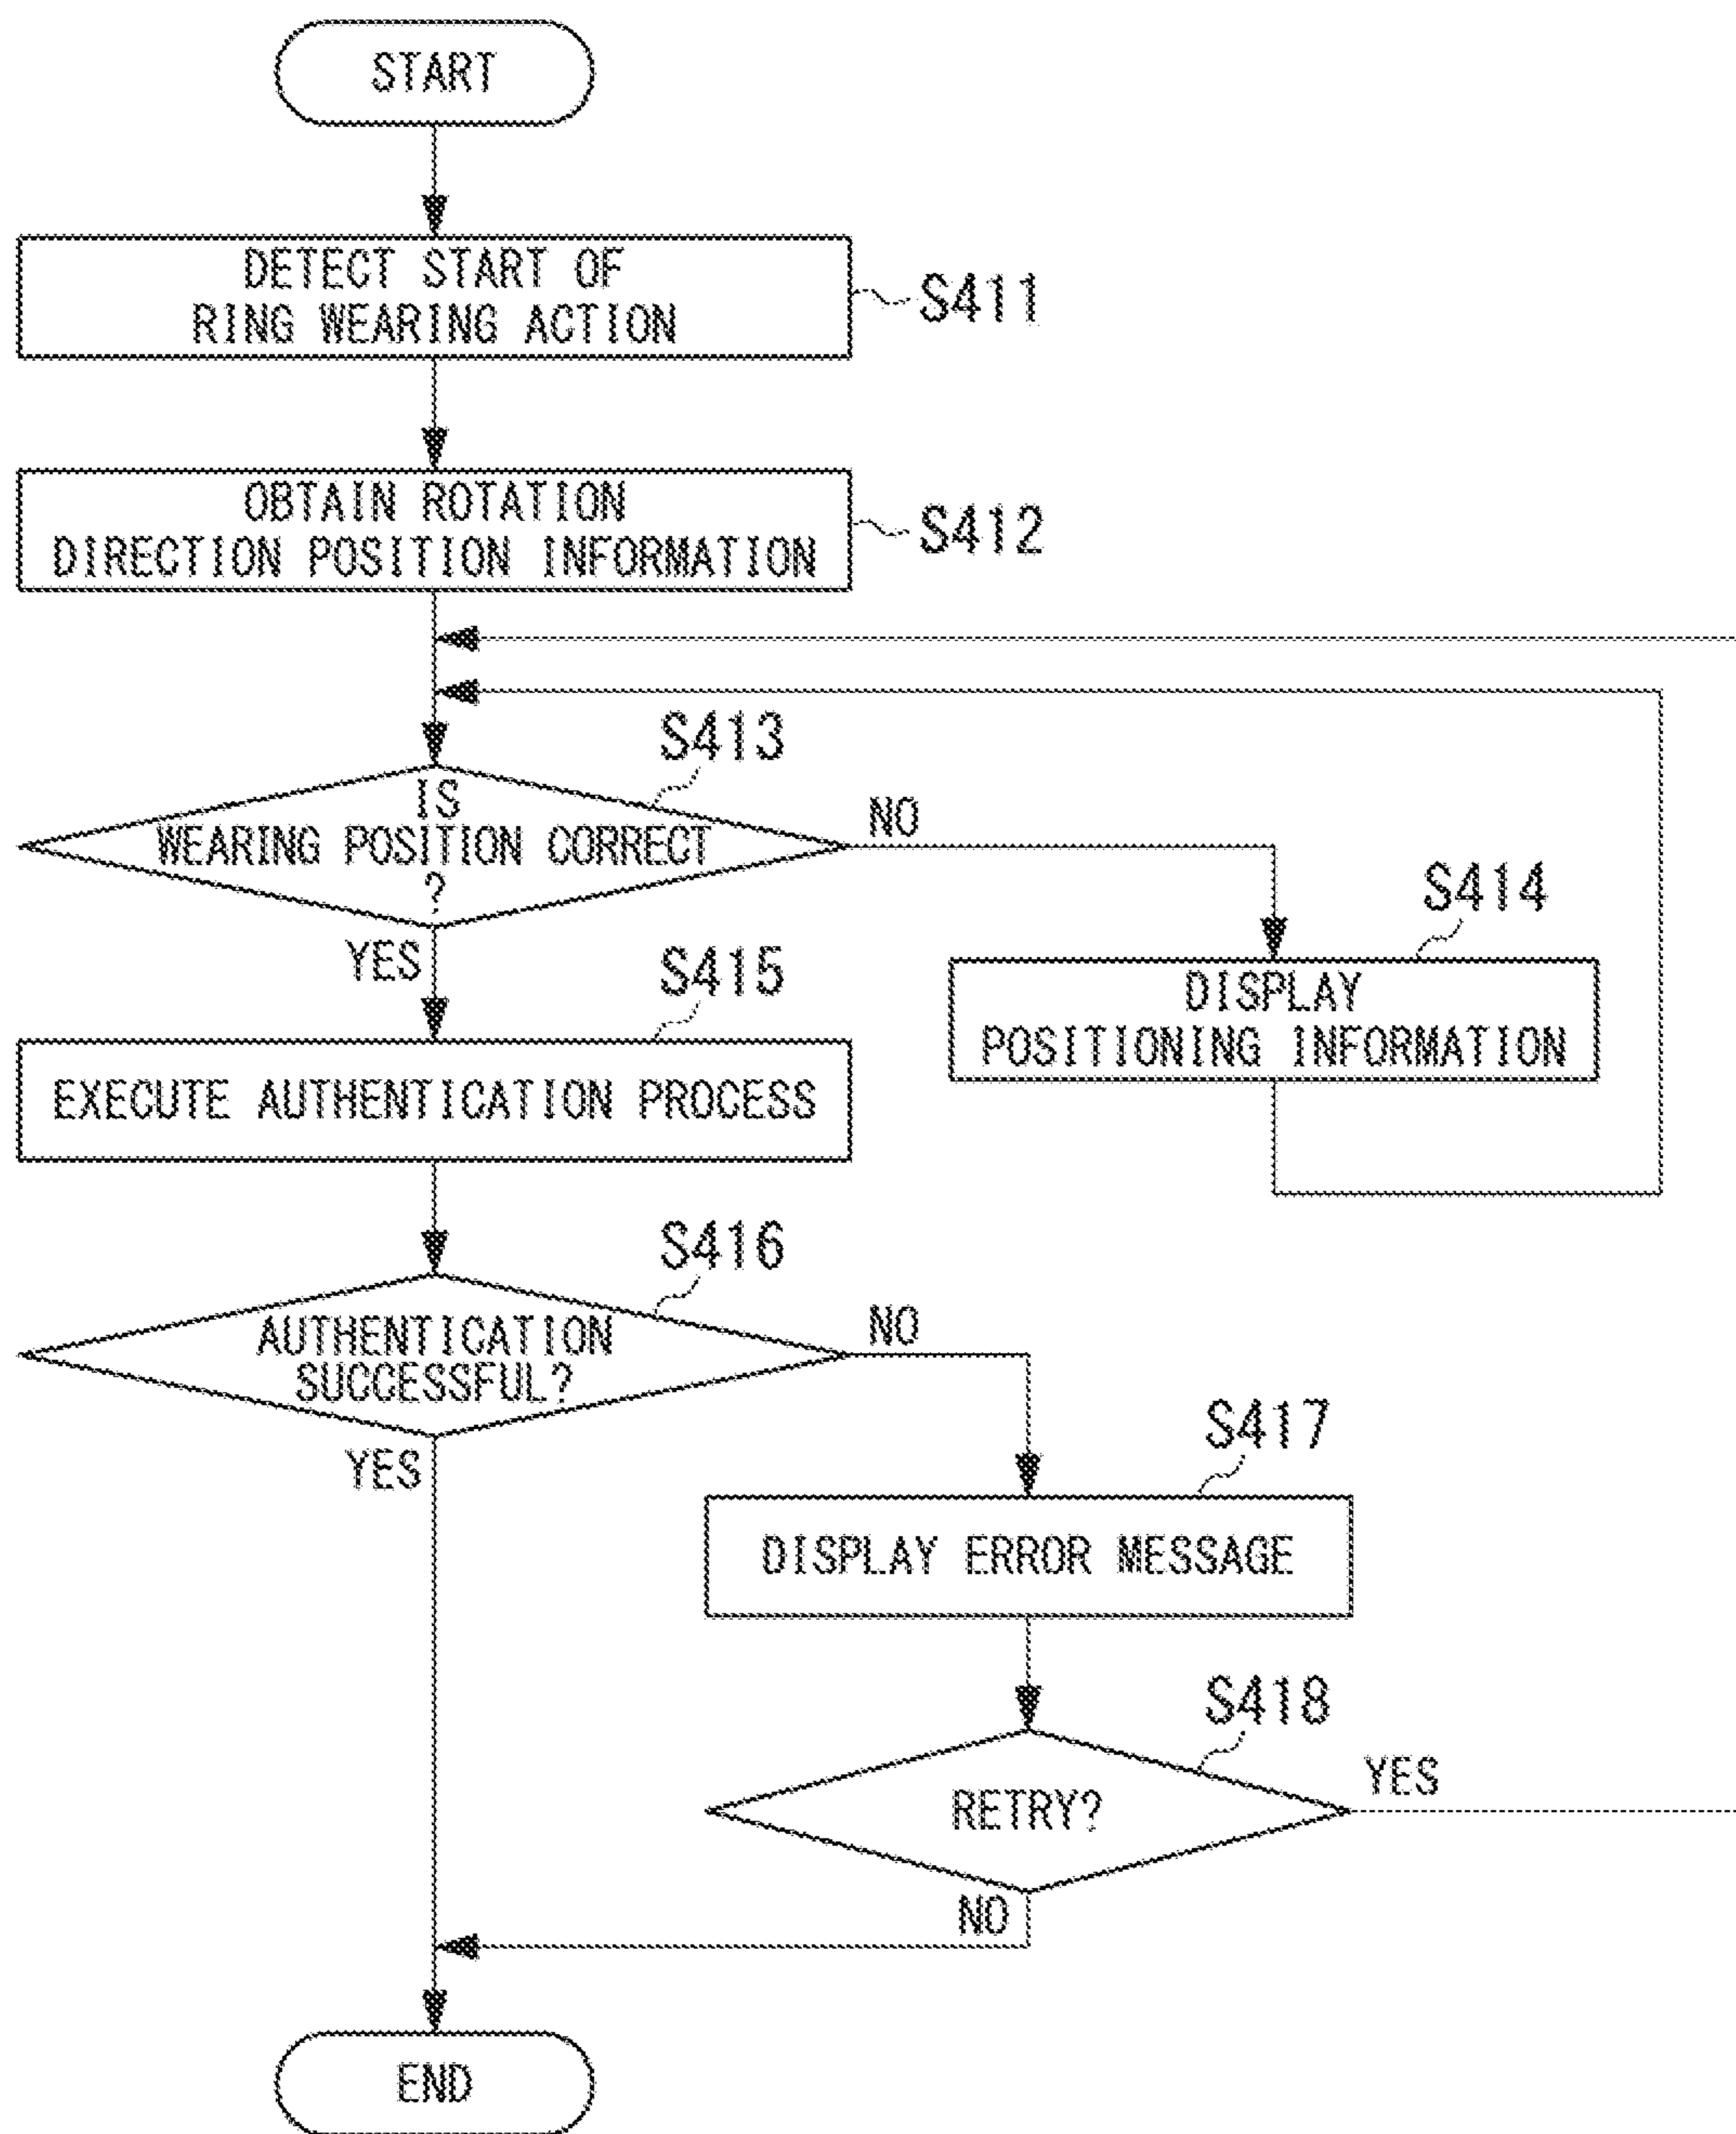 START
DETECT START OF
RING WEARING ACTION
S411
OBTAIN ROTATION
DIRECTION POSITION INFORMATION
S412
S413
IS
WEARING POSITION CORRECT
?
NO
YES
S414
DISPLAY
POSITIONING INFORMATION
S415
EXECUTE AUTHENTICATION PROCESS
S416
AUTHENTICATION
SUCCESSFUL?
NO
YES
S417
DISPLAY ERROR MESSAGE
S418
RETRY?
YES
NO
END